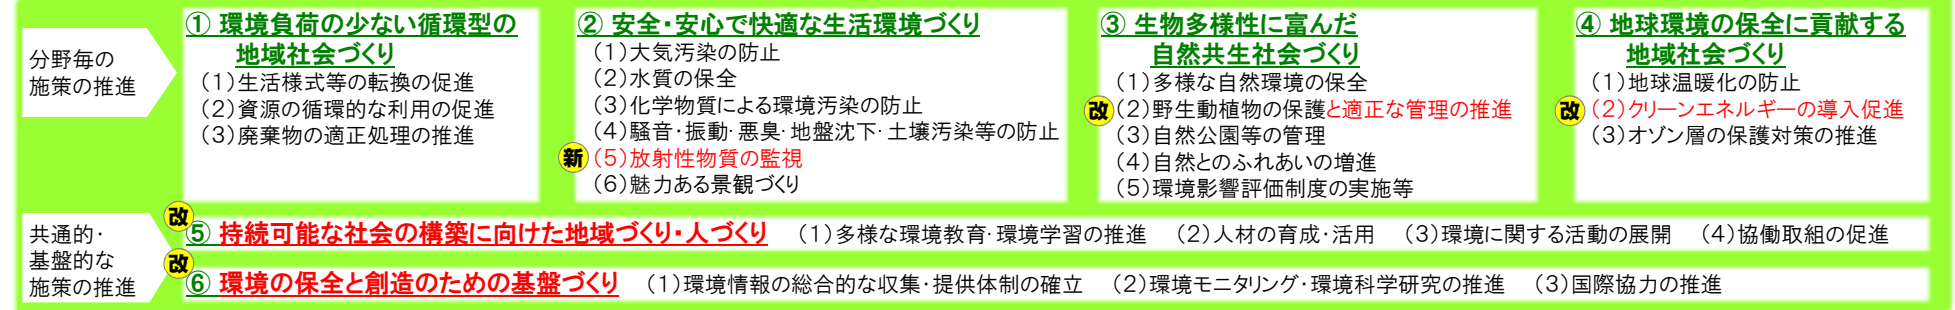 分野毎の
施策の推進
① 環境負荷の少ない循環型の
地域社会づくり
(1)生活様式等の転換の促進
(2)資源の循環的な利用の促進
(3)廃棄物の適正処理の推進
② 安全・安心で快適な生活環境づくり
(1)大気汚染の防止
(2)水質の保全
(3)化学物質による環境汚染の防止
(4)騒音・振動・悪臭・地盤沈下・土壌汚染等の防止
新 (5)放射性物質の監視
(6)魅力ある景観づくり
③ 生物多様性に富んだ
自然共生社会づくり
(1)多様な自然環境の保全
改 (2)野生動植物の保護と適正な管理の推進
(3)自然公園等の管理
(4)自然とのふれあいの増進
(5)環境影響評価制度の実施等
④ 地球環境の保全に貢献する
地域社会づくり
(1)地球温暖化の防止
改 (2)クリーンエネルギーの導入促進
(3)オゾン層の保護対策の推進
共通的・
基盤的な
施策の推進
改 ⑤ 持続可能な社会の構築に向けた地域づくり・人づくり (1)多様な環境教育・環境学習の推進 (2)人材の育成・活用 (3)環境に関する活動の展開 (4)協働取組の促進
改 ⑥ 環境の保全と創造のための基盤づくり (1)環境情報の総合的な収集・提供体制の確立 (2)環境モニタリング・環境科学研究の推進 (3)国際協力の推進